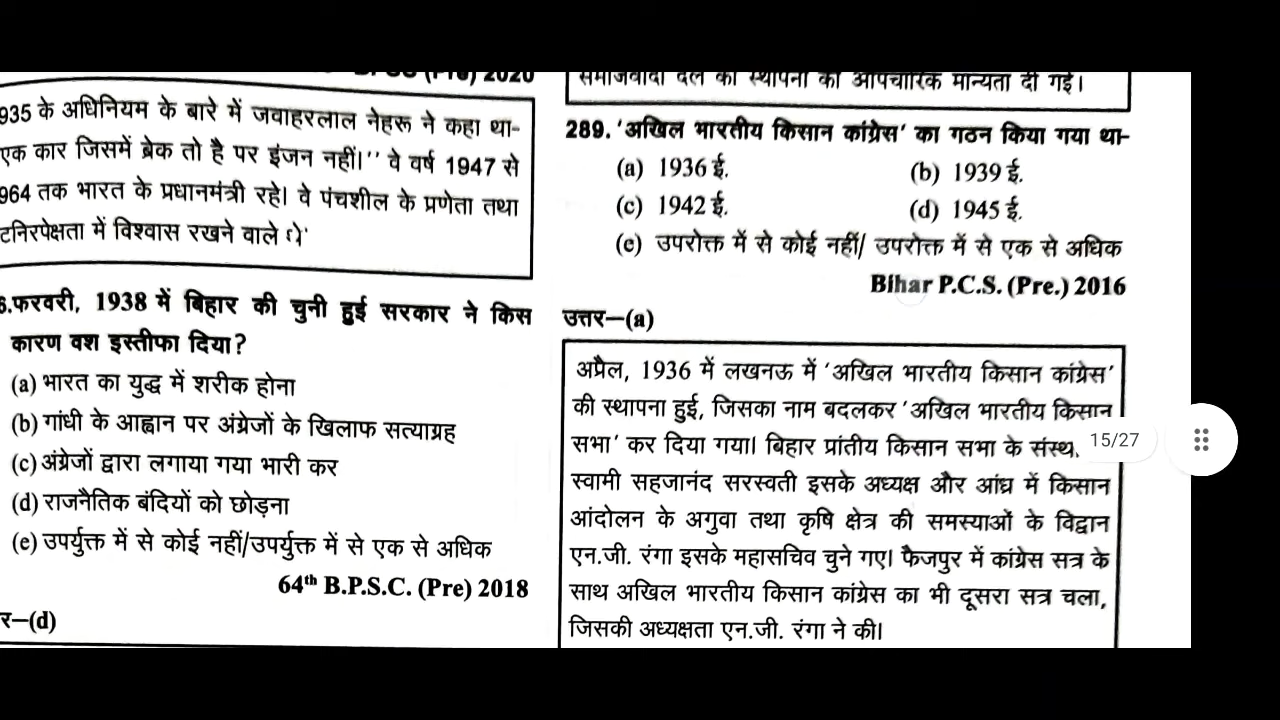 935 के अधिनियम के बारे में जवाहरलाल नेहरू ने कहा था-
एक कार जिसमें ब्रेक तो है पर इंजन नहीं।'' वे वर्ष 1947 से
964 तक भारत के प्रधानमंत्री रहे। वे पंचशील के प्रणेता तथा
टनिरपेक्षता में विश्वास रखने वाले थे
6.फरवरी, 1938 में बिहार की चुनी हुई सरकार ने किस
कारण वश इस्तीफा दिया?
(a) भारत का युद्ध में शरीक होना
(b) गांधी के आह्वान पर अंग्रेजों के खिलाफ सत्याग्रह
(c) अंग्रेजों द्वारा लगाया गया भारी कर
(d) राजनैतिक बंदियों को छोड़ना
(e) उपर्युक्त में से कोई नहीं/उपर्युक्त में से एक से अधिक
64th B.P.S.C. (Pre) 2018
र–(d)
समाजवादी दल की स्थापना को औपचारिक मान्यता दी गई।
289. 'अखिल भारतीय किसान कांग्रेस' का गठन किया गया था-
(a) 1936 ई.
(b) 1939 ई.
(c) 1942 ई.
(d) 1945 ई.
(e) उपरोक्त में से कोई नहीं/ उपरोक्त में से एक से अधिक
Bihar P.C.S. (Pre.) 2016
उत्तर–(a)
अप्रैल, 1936 में लखनऊ में 'अखिल भारतीय किसान कांग्रेस'
की स्थापना हुई, जिसका नाम बदलकर 'अखिल भारतीय किसान
सभा' कर दिया गया। बिहार प्रांतीय किसान सभा के संस्थ
स्वामी सहजानंद सरस्वती इसके अध्यक्ष और आंध्र में किसान
आंदोलन के अगुवा तथा कृषि क्षेत्र की समस्याओं के विद्वान
एन.जी. रंगा इसके महासचिव चुने गए। फैजपुर में कांग्रेस सत्र के
साथ अखिल भारतीय किसान कांग्रेस का भी दूसरा सत्र चला,
जिसकी अध्यक्षता एन.जी. रंगा ने की।
15/27